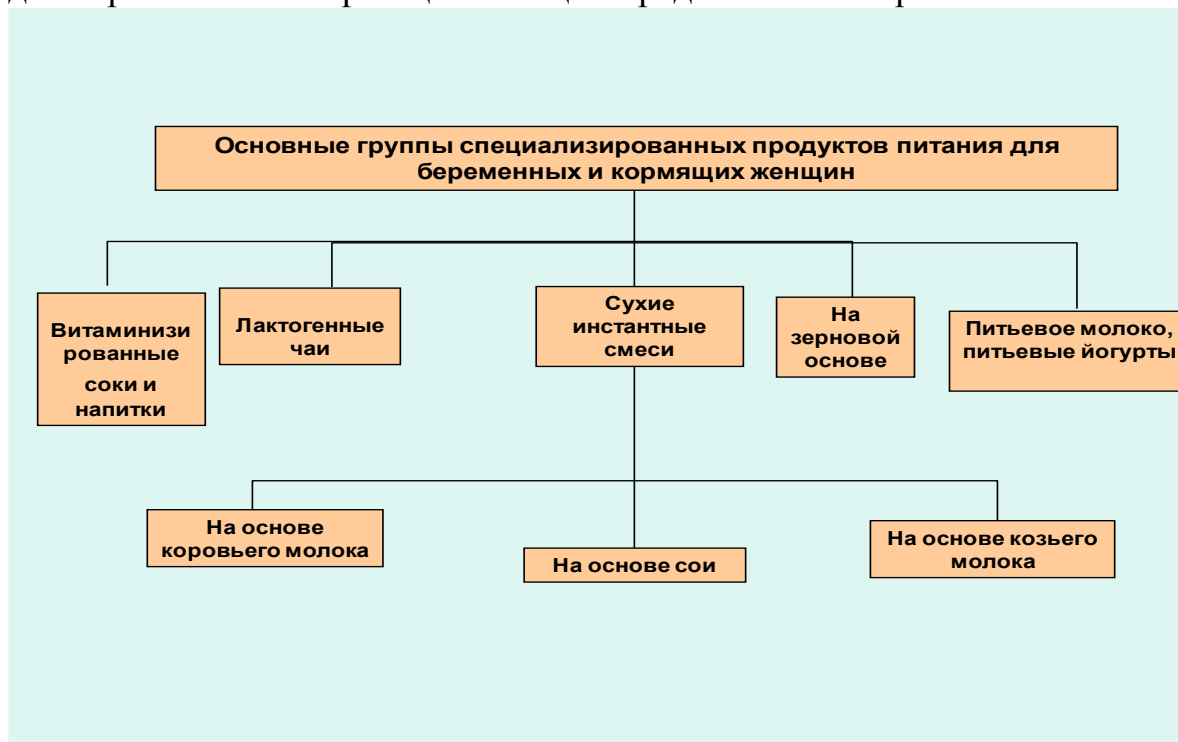 Основные группы специализированных продуктов питания для
беременных и кормящих женщин
Витаминизи
рованные
соки и
напитки
Лактогенные
чаи
Сухие
инстантные
смеси
На
зерновой
основе
Питьевое молоко,
питьевые йогурты
На основе
коровьего молока
На основе сои
На основе козьего
молока